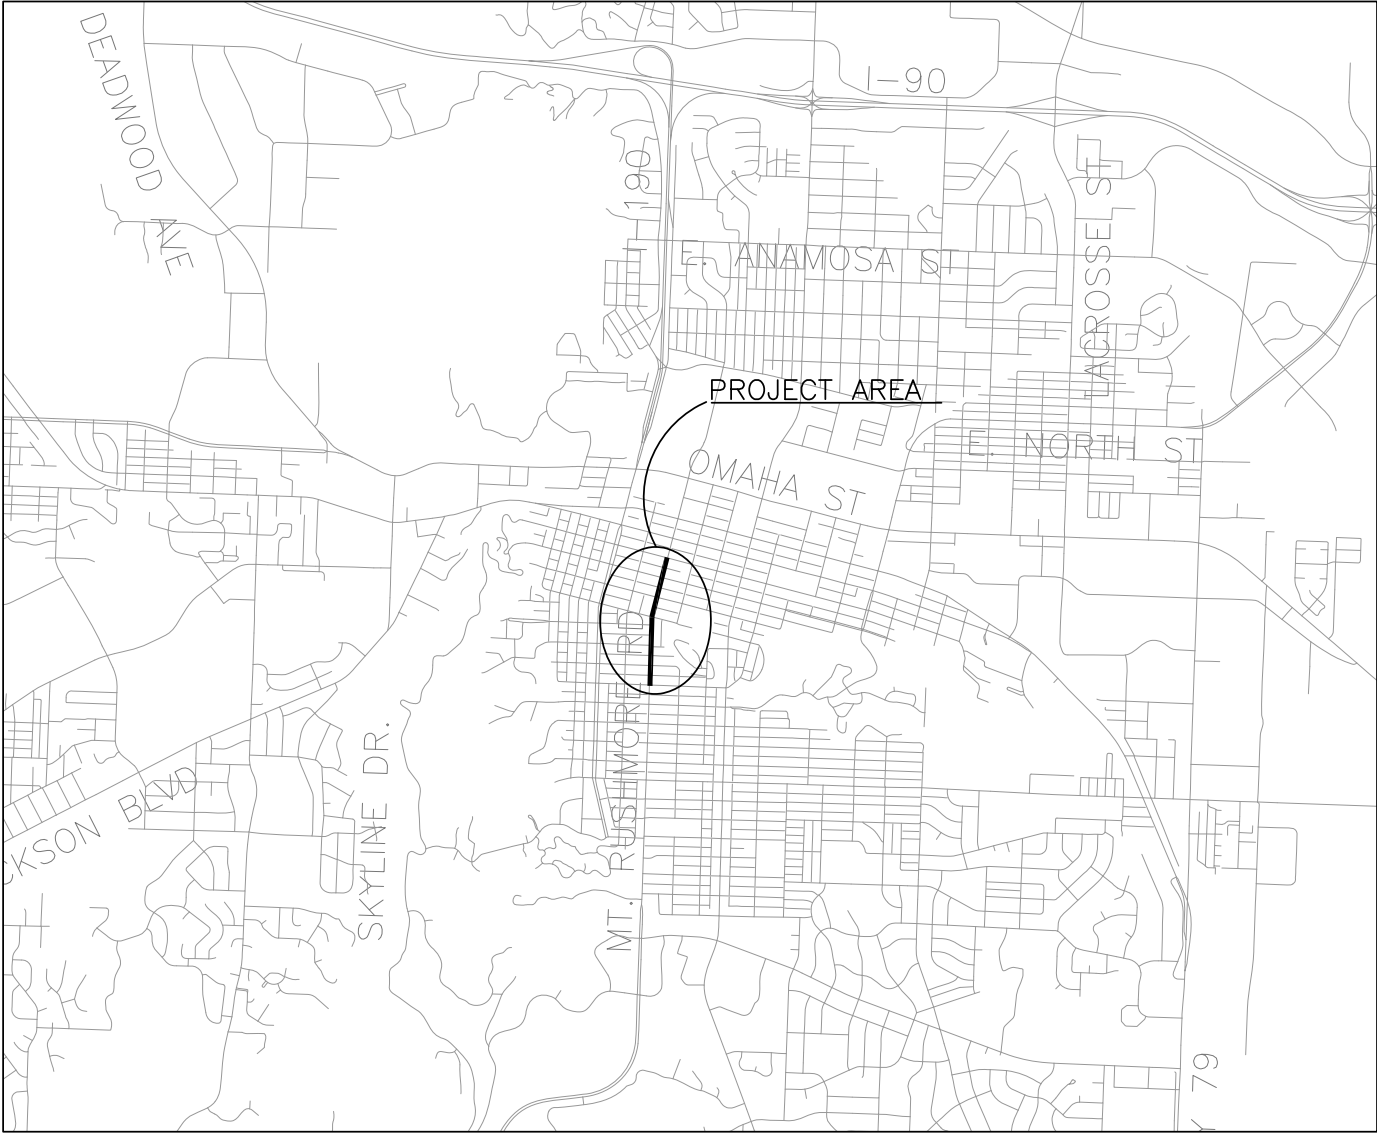 DEADWOOD AVE
I-90
I 190
LACROSSE ST
E. ANAMOSA ST
PROJECT AREA
E. NORTH ST
OMAHA ST
MT. RUSHMORE RD
SKYLINE DR.
CKSON BLVD
Y 79